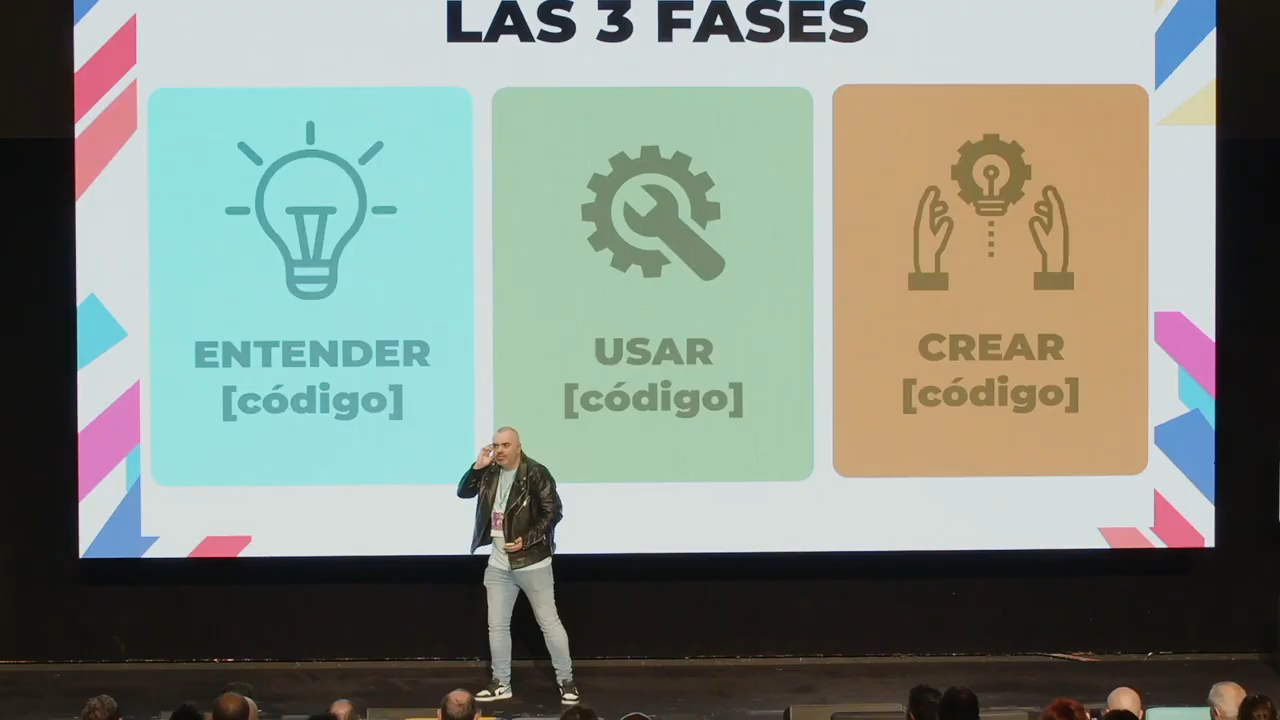 LAS 3 FASES
ENTENDER
[código]
USAR
[código]
CREAR
[código]